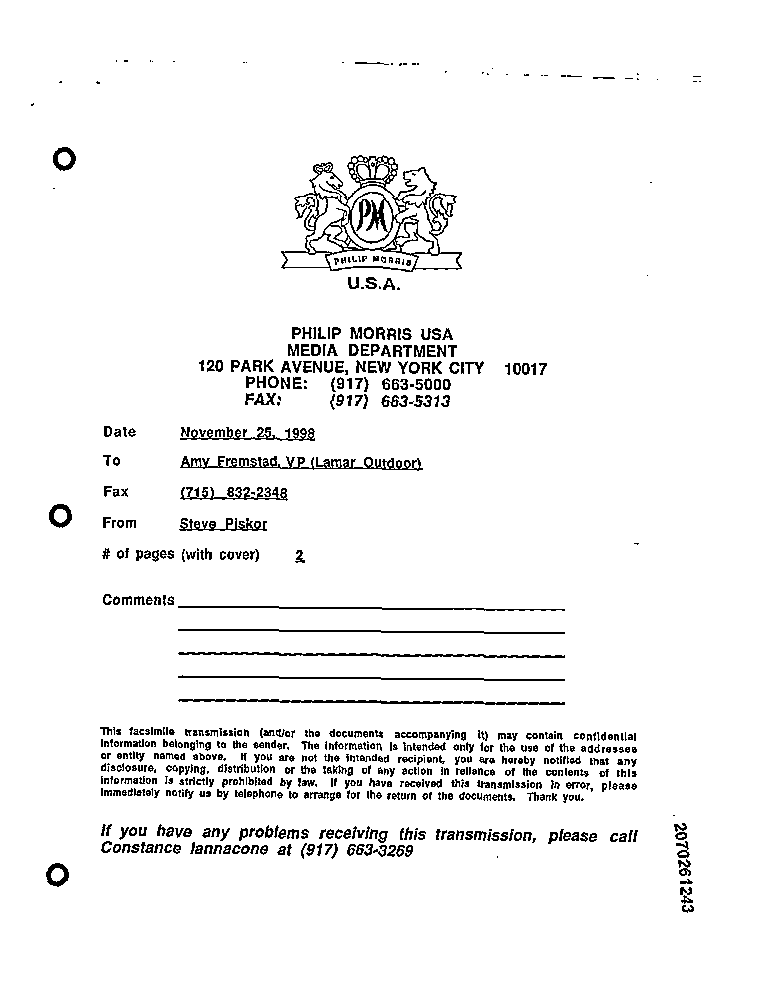 PM
PHILIP MORRIS
U.S.A.
PHILIP MORRIS USA
MEDIA DEPARTMENT
120 PARK AVENUE, NEW YORK CITY 10017
PHONE: (917) 663-5000
FAX: (917) 663-5313
Date November 25, 1998
To Amy Fremstad, VP (Lamar Outdoor)
Fax (715) 832-2348
From Steve Piskor
# of pages (with cover) 2
Comments
This facsimile transmission (and/or the documents accompanying it) may contain confidential
information belonging to the sender. The information is intended only for the use of the addressee
or entity named above. If you are not the intended recipient, you are hereby notified that any
disclosure, copying, distribution or the taking of any action in reliance of the contents of this
information is strictly prohibited by law. If you have received this transmission in error, please
immediately notify us by telephone to arrange for the return of the documents. Thank you.
If you have any problems receiving this transmission, please call
Constance Iannacone at (917) 663-3269
2070261243